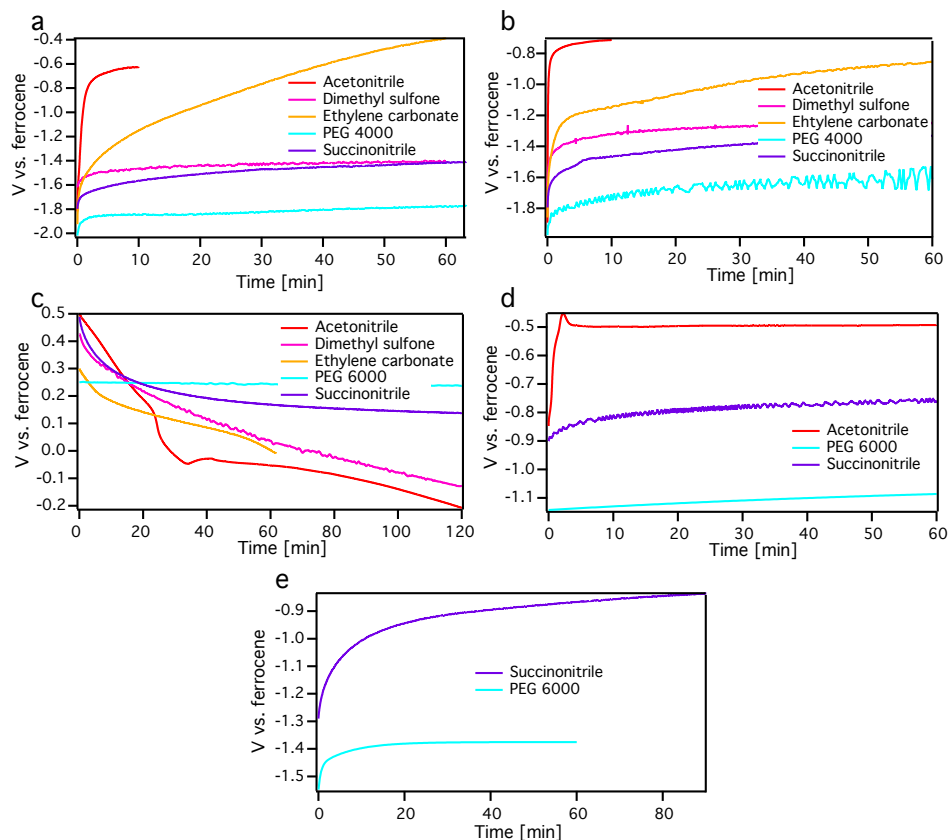 a
-0.4
-0.6
-0.8
-1.0
-1.2
-1.4
-1.6
-1.8
-2.0
V vs. ferrocene
Acetonitrile
Dimethyl sulfone
Ethylene carbonate
PEG 4000
Succinonitrile
0
10
20
30
40
50
60
Time [min]
b
-0.8
-1.0
-1.2
-1.4
-1.6
-1.8
V vs. ferrocene
Acetonitrile
Dimethyl sulfone
Ehtylene carbonate
PEG 4000
Succinonitrile
0
10
20
30
40
50
60
Time [min]
c
0.5
0.4
0.3
0.2
0.1
0.0
-0.1
-0.2
V vs. ferrocene
Acetonitrile
Dimethyl sulfone
Ethylene carbonate
PEG 6000
Succinonitrile
0
20
40
60
80
100
120
Time [min]
d
-0.5
-0.6
-0.7
-0.8
-0.9
-1.0
-1.1
V vs. ferrocene
Acetonitrile
PEG 6000
Succinonitrile
0
10
20
30
40
50
60
Time [min]
e
-0.9
-1.0
-1.1
-1.2
-1.3
-1.4
-1.5
V vs. ferrocene
Succinonitrile
PEG 6000
0
20
40
60
80
Time [min]